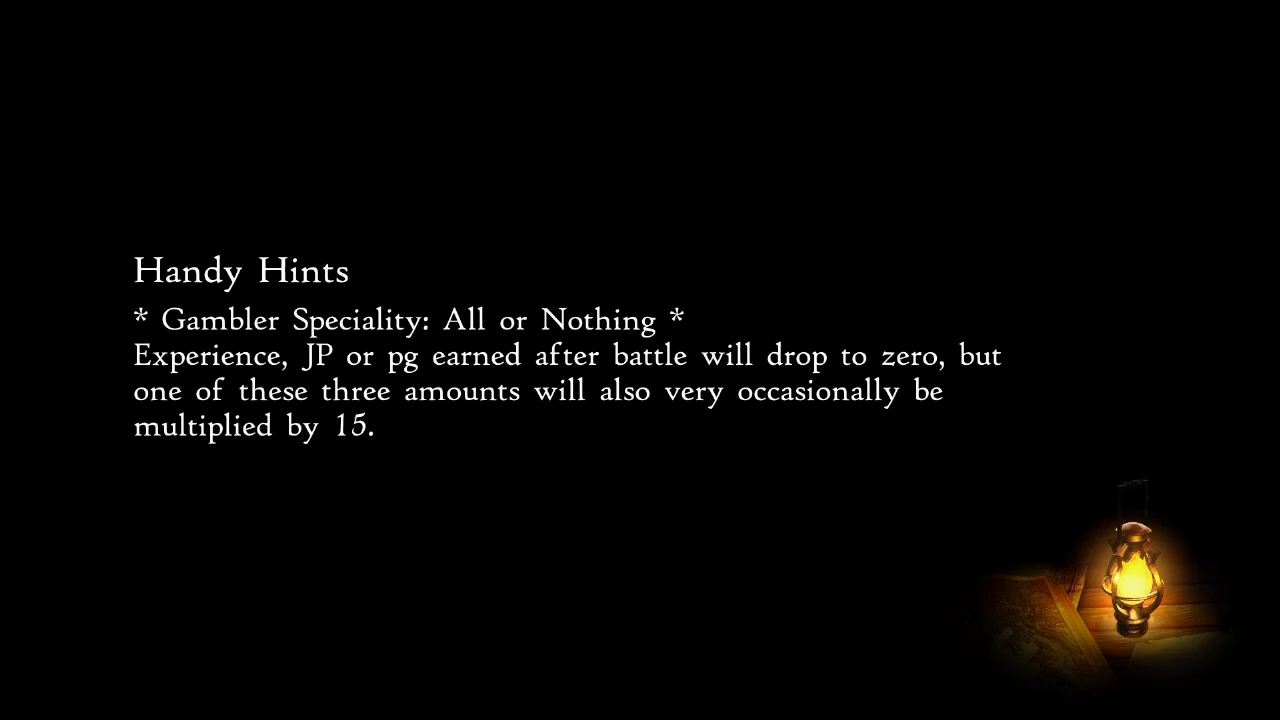 Handy Hints
* Gambler Speciality: All or Nothing *
Experience, JP or pg earned after battle will drop to zero, but
one of these three amounts will also very occasionally be
multiplied by 15.